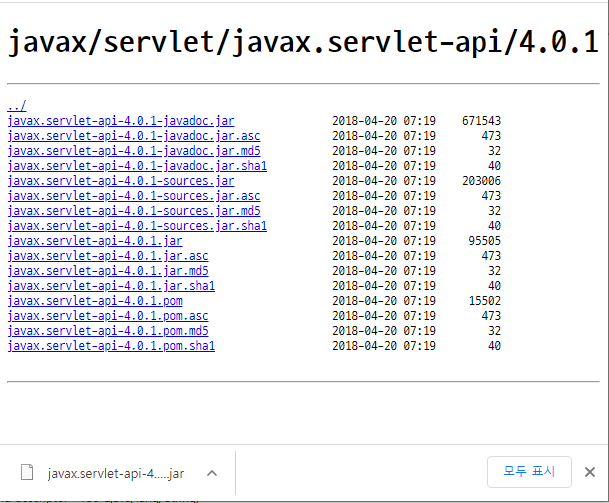 javax/servlet/javax.servlet-api/4.0.1
../
javax.servlet-api-4.0.1-javadoc.jar 2018-04-20 07:19 671543
javax.servlet-api-4.0.1-javadoc.jar.asc 2018-04-20 07:19 473
javax.servlet-api-4.0.1-javadoc.jar.md5 2018-04-20 07:19 32
javax.servlet-api-4.0.1-javadoc.jar.sha1 2018-04-20 07:19 40
javax.servlet-api-4.0.1-sources.jar 2018-04-20 07:19 203006
javax.servlet-api-4.0.1-sources.jar.asc 2018-04-20 07:19 473
javax.servlet-api-4.0.1-sources.jar.md5 2018-04-20 07:19 32
javax.servlet-api-4.0.1-sources.jar.sha1 2018-04-20 07:19 40
javax.servlet-api-4.0.1.jar 2018-04-20 07:19 95505
javax.servlet-api-4.0.1.jar.asc 2018-04-20 07:19 473
javax.servlet-api-4.0.1.jar.md5 2018-04-20 07:19 32
javax.servlet-api-4.0.1.jar.sha1 2018-04-20 07:19 40
javax.servlet-api-4.0.1.pom 2018-04-20 07:19 15502
javax.servlet-api-4.0.1.pom.asc 2018-04-20 07:19 473
javax.servlet-api-4.0.1.pom.md5 2018-04-20 07:19 32
javax.servlet-api-4.0.1.pom.sha1 2018-04-20 07:19 40
javax.servlet-api-4.....jar 모두 표시